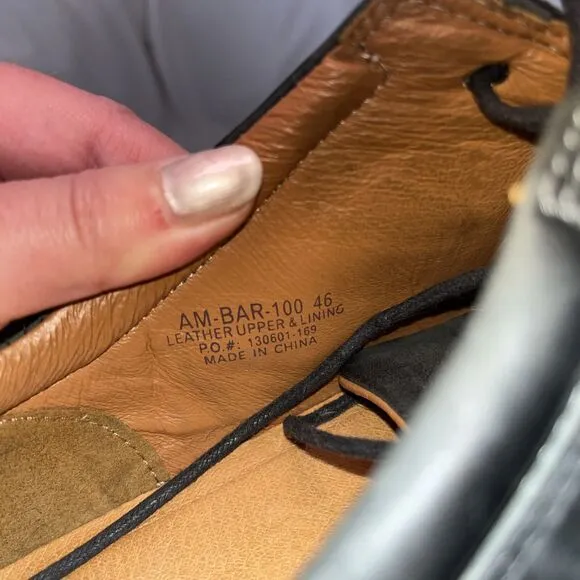 AM-BAR-100 46
LEATHER UPPER & LINING
P.O.#: 130601-169
MADE IN CHINA